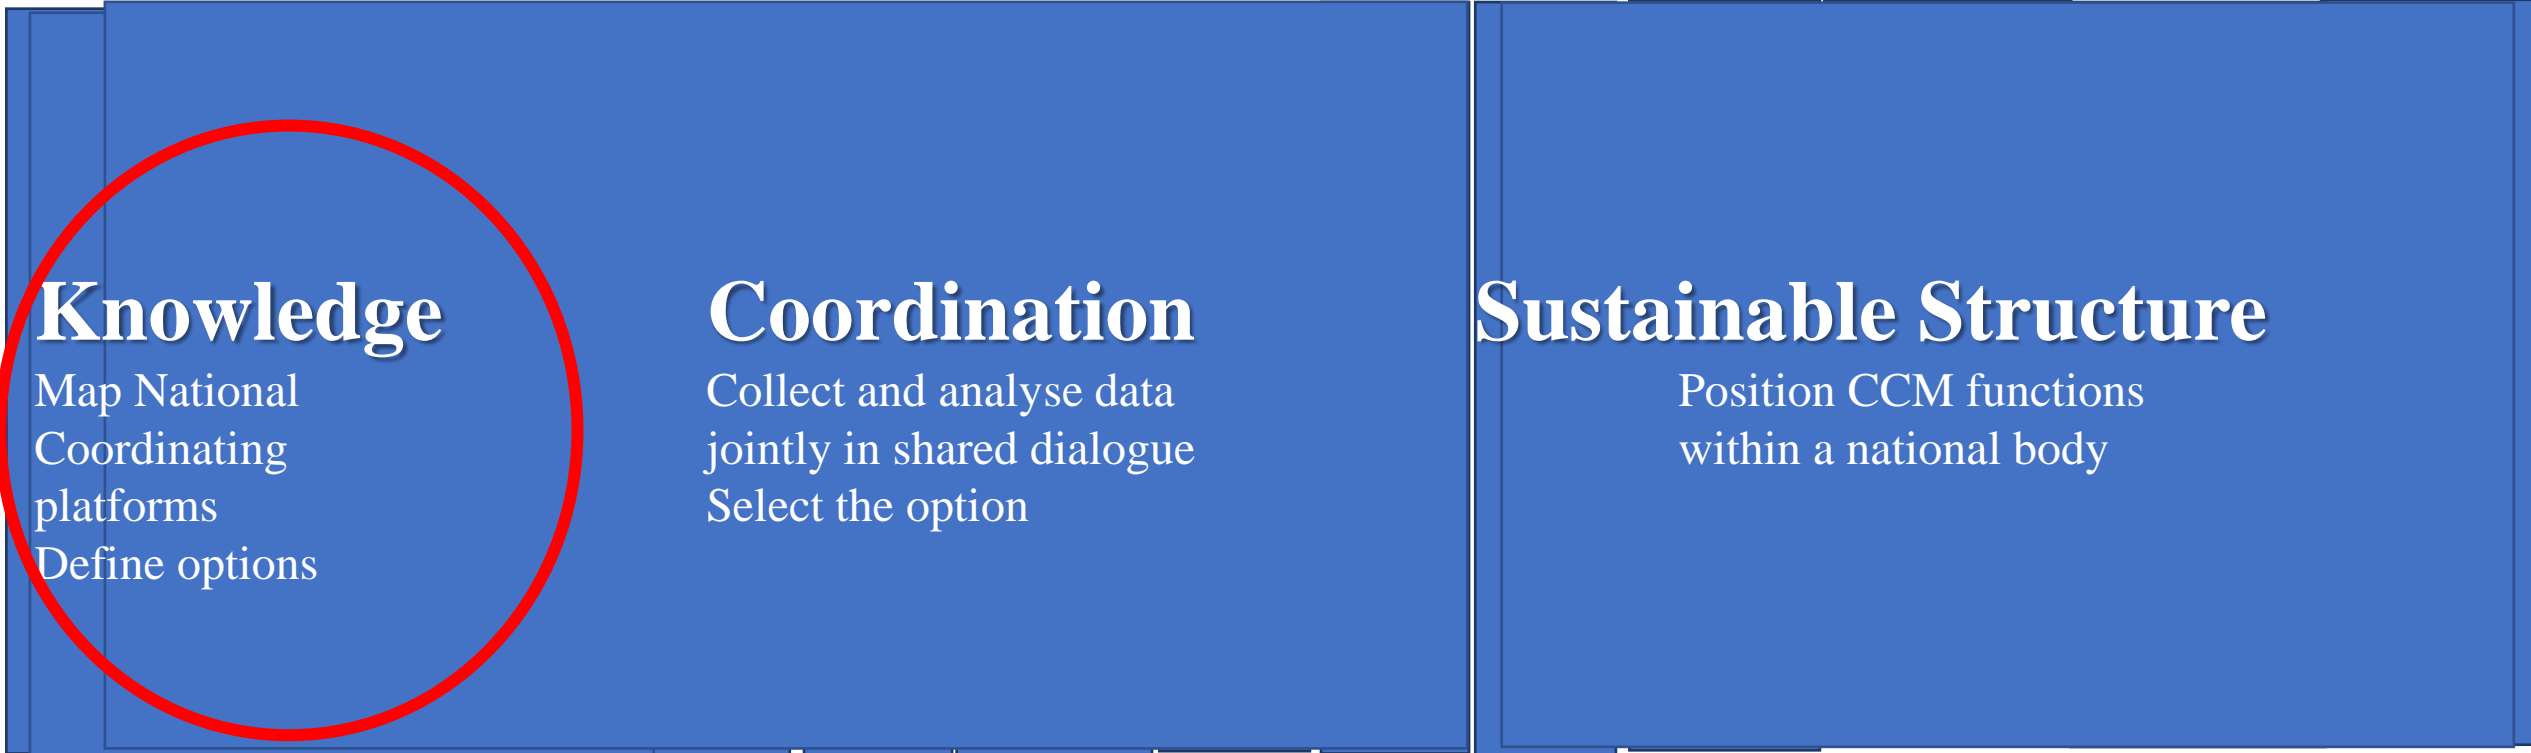 Knowledge
Map National
Coordinating
platforms
Define options
Coordination
Collect and analyse data
jointly in shared dialogue
Select the option
Sustainable Structure
Position CCM functions
within a national body